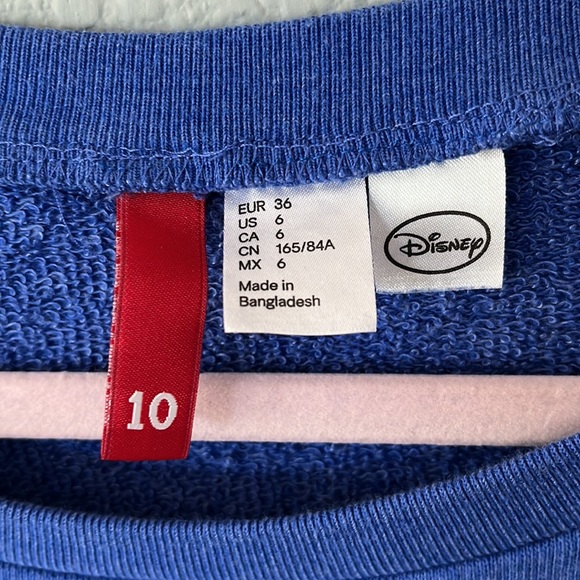 EUR 36
US 6
CA 6
CN 165/84A
MX 6
Made in
Bangladesh
Disney
10